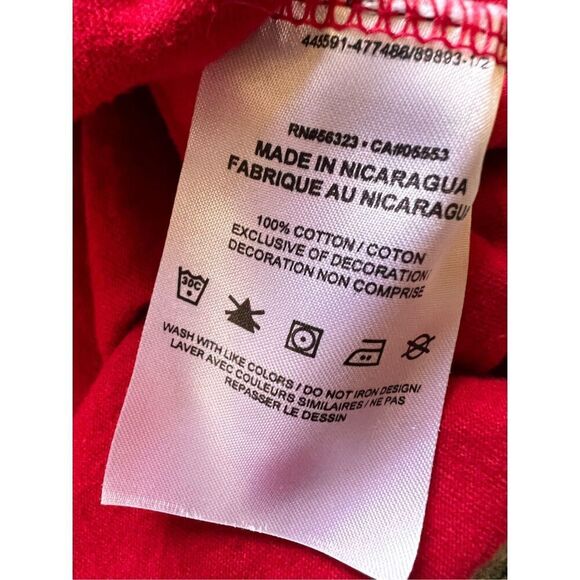 445591-477486/89893-1/2
RN#56323 • CA#05553
MADE IN NICARAGUA
FABRIQUE AU NICARAGUA
100% COTTON / COTON
EXCLUSIVE OF DECORATION/
DECORATION NON COMPRISE
30C
WASH WITH LIKE COLORS / DO NOT IRON DESIGN/
LAVER AVEC COULEURS SIMILAIRES / NE PAS
REPASSER LE DESSIN